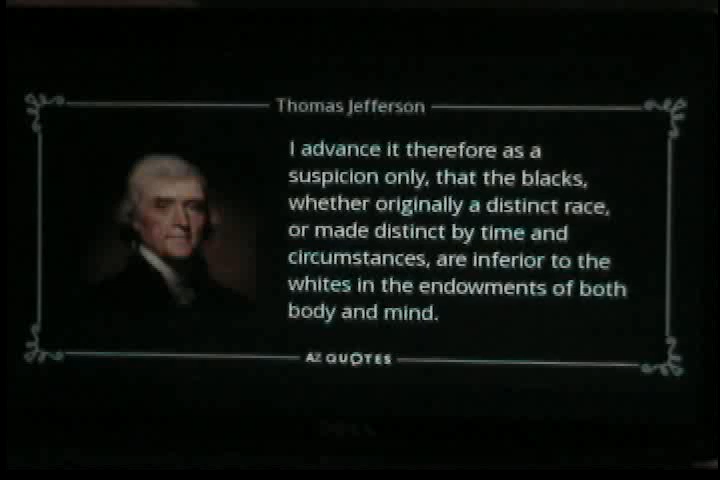 Thomas Jefferson
I advance it therefore as a
suspicion only, that the blacks,
whether originally a distinct race,
or made distinct by time and
circumstances, are inferior to the
whites in the endowments of both
body and mind.
AZ QUOTES
DELL